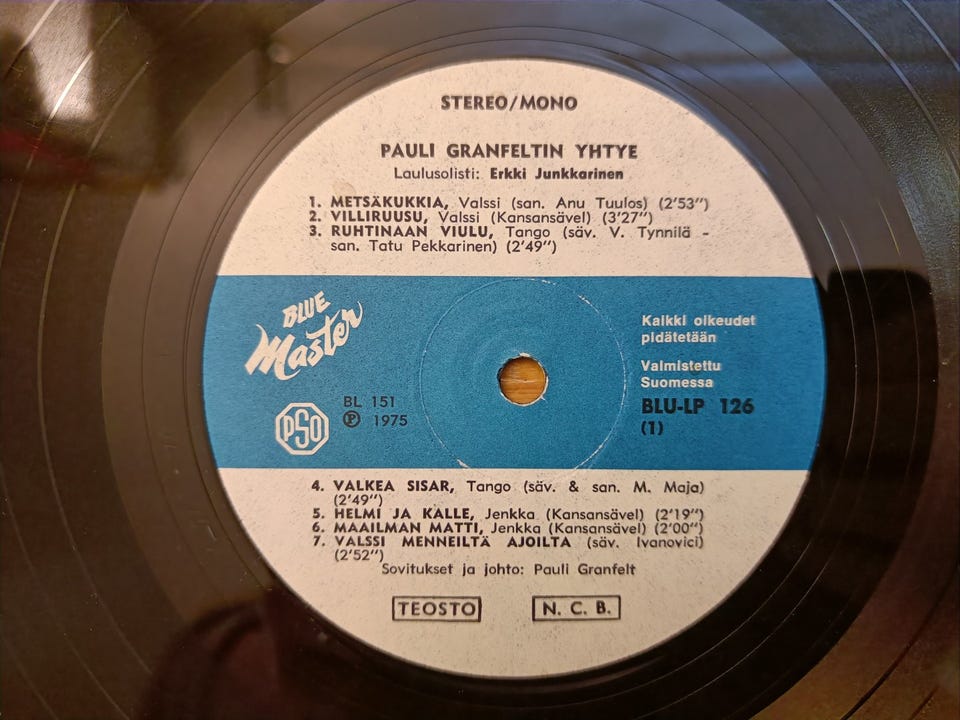 STEREO/MONO
PAULI GRANFELTIN YHTYE
Laulusolisti: Erkki Junkkarinen
1. METSÄKUKKIA, Valssi (san. Anu Tuulos) (2'53")
2. VILLIRUUSU, Valssi (Kansansävel) (3'27")
3. RUHTINAAN VIULU, Tango (säv. V. Tynnilä -
san. Tatu Pekkarinen) (2'49")
BLUE
Master
PSO
BL 151
℗ 1975
Kaikki oikeudet
pidätetään
Valmistettu
Suomessa
BLU-LP 126
(1)
4. VALKEA SISAR, Tango (säv. & san. M. Maja)
(2'49")
5. HELMI JA KALLE, Jenkka (Kansansävel) (2'19")
6. MAAILMAN MATTI, Jenkka (Kansansävel) (2'00")
7. VALSSI MENNEILTÄ AJOILTA (säv. Ivanovici)
(2'52")
Sovitukset ja johto: Pauli Granfelt
TEOSTO
N. C. B.